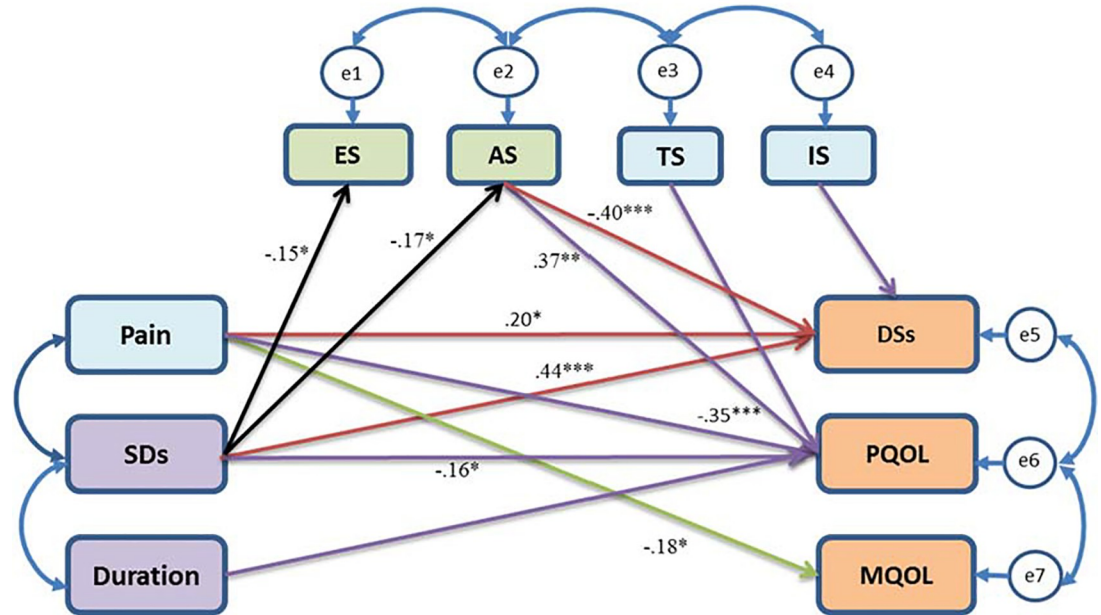 e1
e2
e3
e4
ES
AS
TS
IS
-.40***
-.15*
-.17*
.37**
Pain
.20*
DSs
e5
.44***
-.35***
SDs
-.16*
PQOL
e6
-.18*
Duration
MQOL
e7